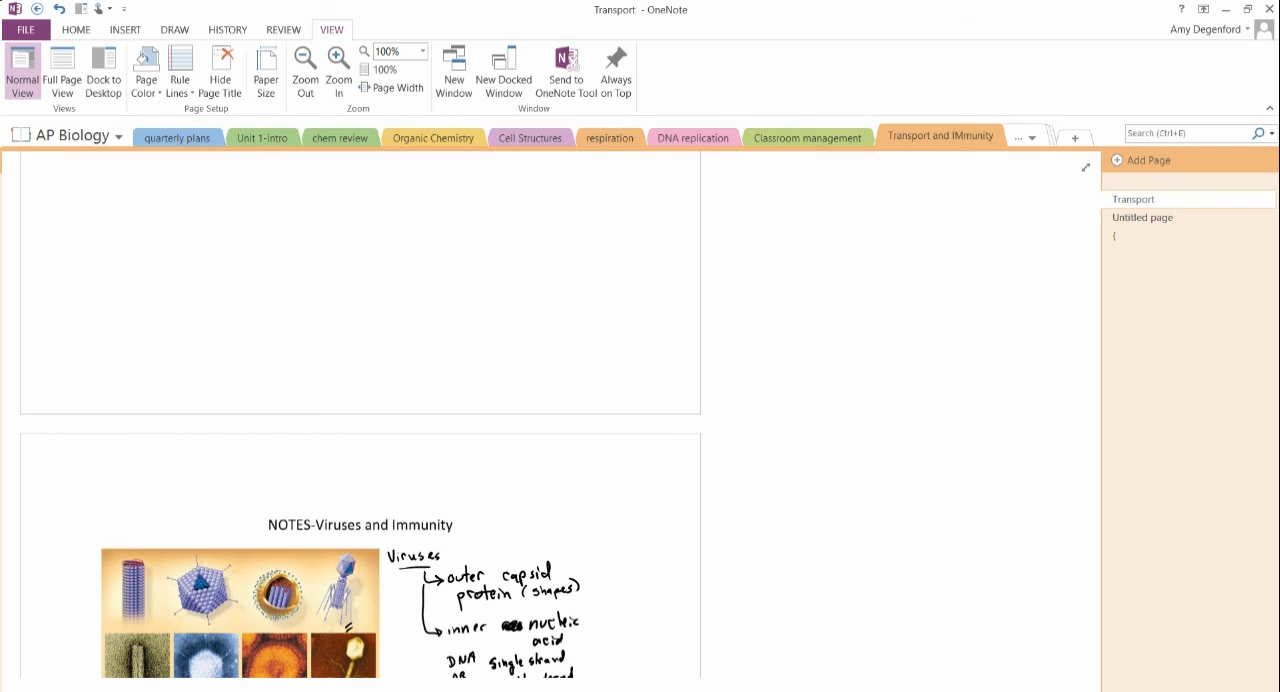 Transport - OneNote
?
FILE HOME INSERT DRAW HISTORY REVIEW VIEW
Amy Degenford
Normal View
Full Page View
Dock to Desktop
Views
Page Color
Rule Lines
Hide Page Title
Paper Size
Page Setup
Zoom Out
Zoom In
100%
100%
Page Width
Zoom
New Window
New Docked Window
Send to OneNote Tool
Always on Top
Window
AP Biology
quarterly plans Unit 1-intro chem review Organic Chemistry Cell Structures respiration DNA replication Classroom management Transport and IMmunity ...
Search (Ctrl+E)
Add Page
Transport
Untitled page
{
NOTES-Viruses and Immunity
Viruses
outer capsid
protein (shapes)
inner nucleic
acid
DNA single strand